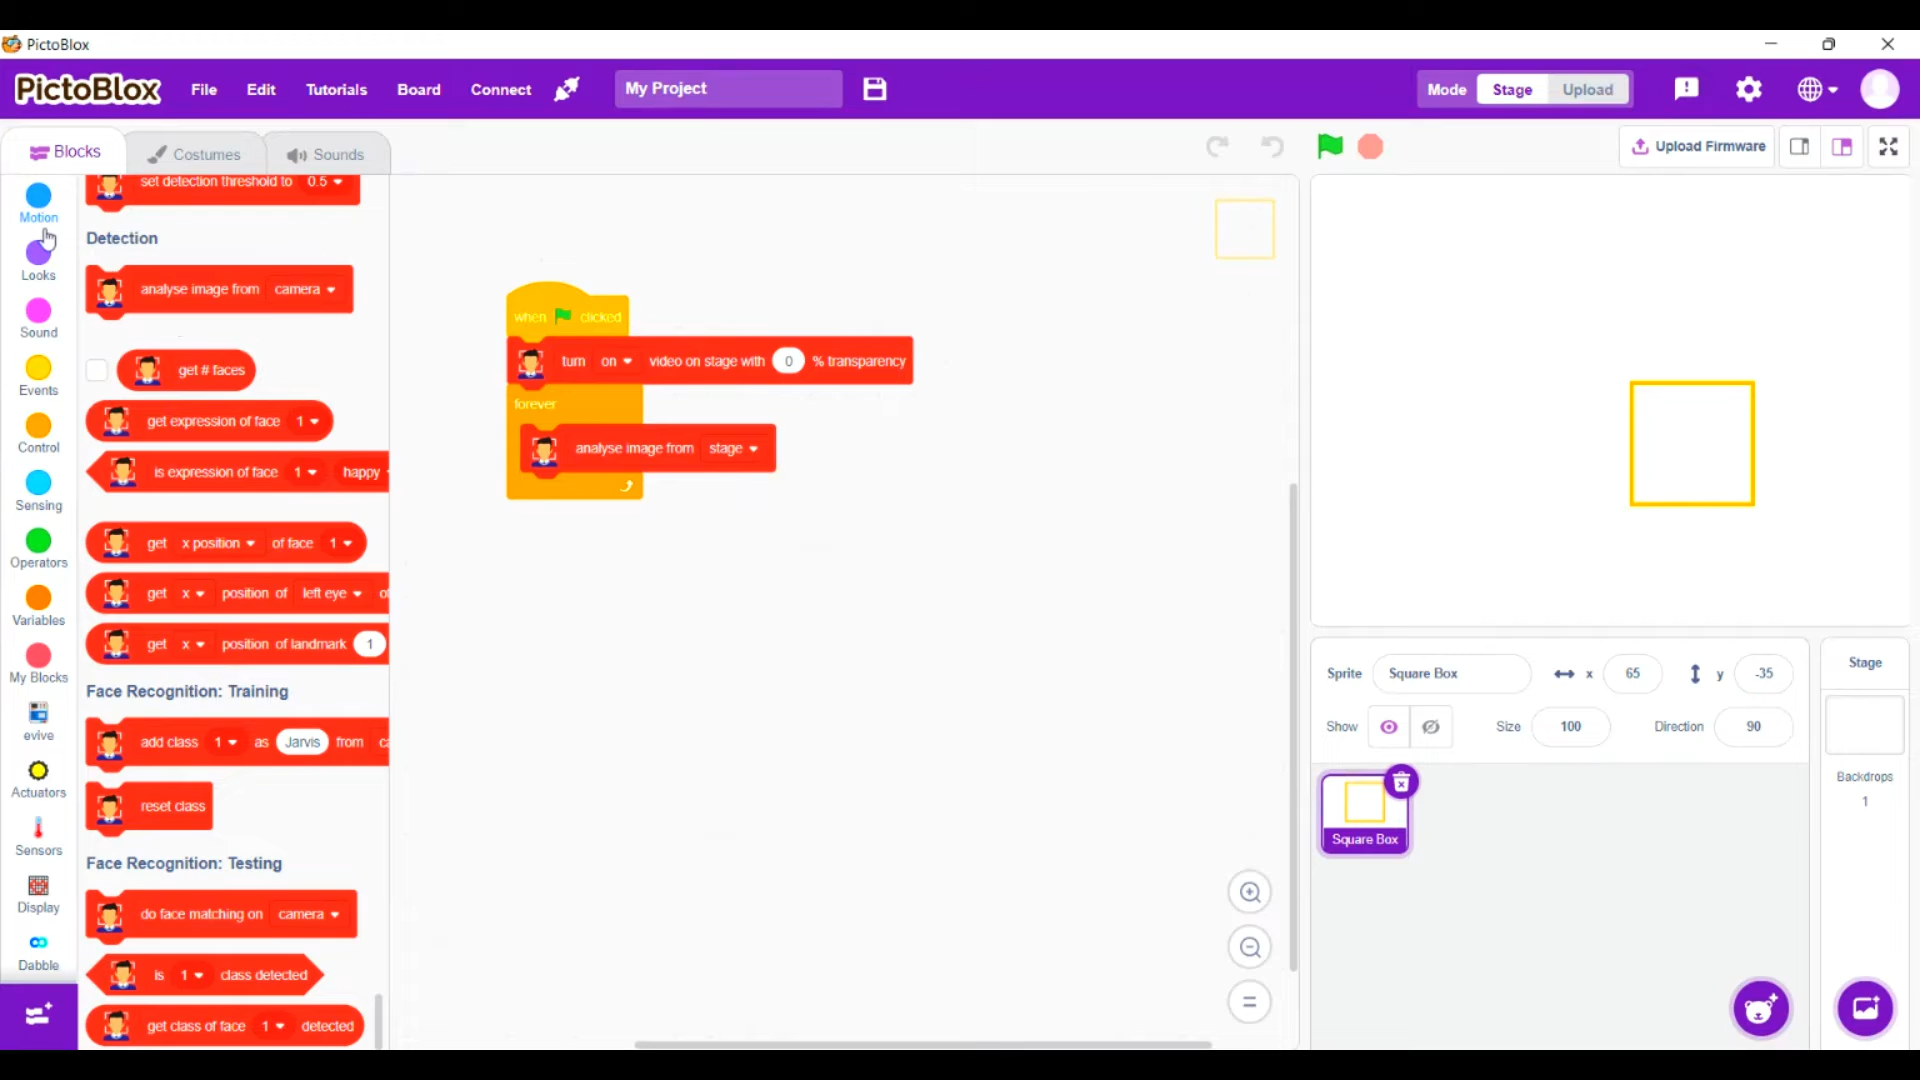 PictoBlox
PictoBlox File Edit Tutorials Board Connect My Project Mode Stage Upload
Blocks Costumes Sounds Upload Firmware
Motion
Looks
Sound
Events
Control
Sensing
Operators
Variables
My Blocks
evive
Actuators
Sensors
Display
Dabble
set detection threshold to 0.5
Detection
analyse image from camera
get # faces
get expression of face 1
is expression of face 1 happy
get x position of face 1
get x position of left eye
get x position of landmark 1
Face Recognition: Training
add class 1 as Jarvis from
reset class
Face Recognition: Testing
do face matching on camera
is 1 class detected
get class of face 1 detected
when clicked
turn on video on stage with 0 % transparency
forever
analyse image from stage
Sprite Square Box x 65 y -35
Show Size 100 Direction 90
Square Box
Stage
Backdrops
1